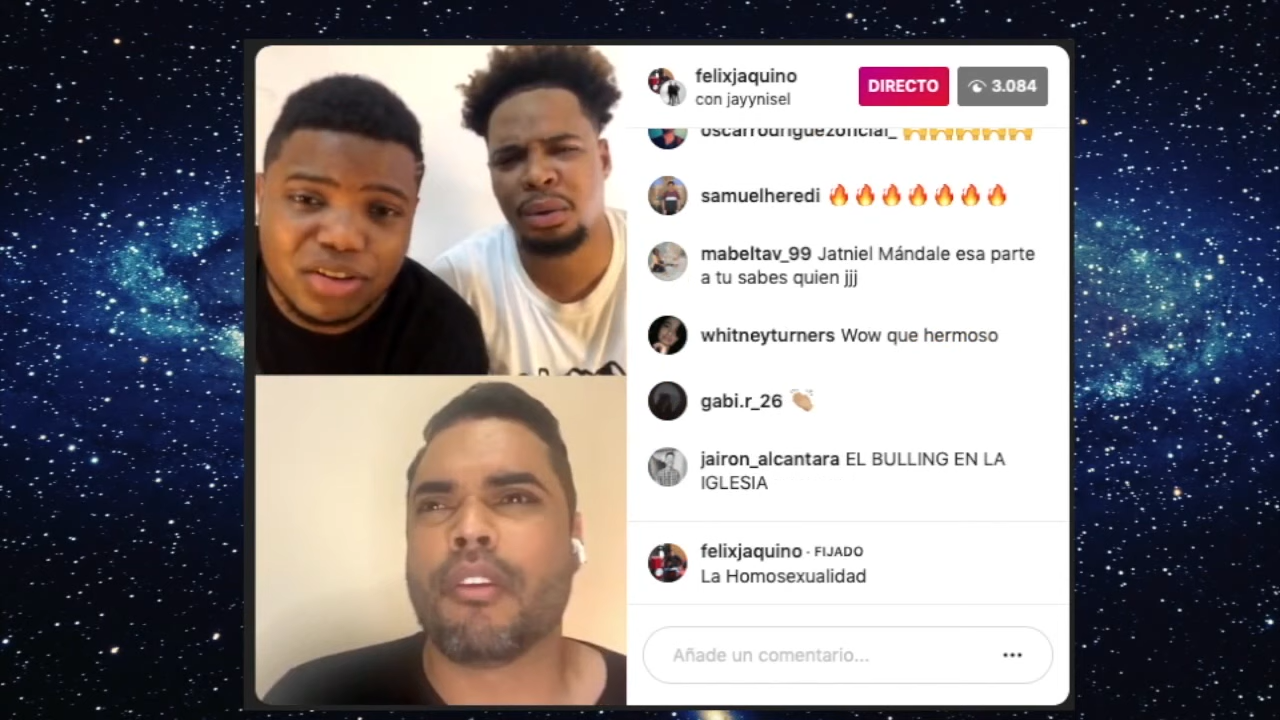 felixjaquino
con jayynisel
DIRECTO
3.084
oscarrodriguezoficial_
samuelheredi
mabeltav_99 Jatniel Mándale esa parte
a tu sabes quien jjj
whitneyturners Wow que hermoso
gabi.r_26
jairon_alcantara EL BULLING EN LA
IGLESIA
felixjaquino · FIJADO
La Homosexualidad
Añade un comentario...